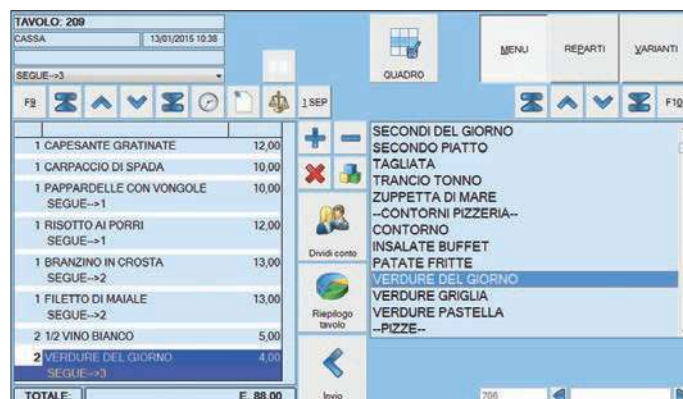 TAVOLO: 209
CASSA 13/01/2015 10:38
SEGUE-->3
QUADRO
MENU
REPARTI
VARIANTI
F9
1 SEP
F10
1 CAPESANTE GRATINATE 12,00
1 CARPACCIO DI SPADA 10,00
1 PAPPARDELLE CON VONGOLE 10,00
SEGUE-->1
1 RISOTTO AI PORRI 12,00
SEGUE-->1
1 BRANZINO IN CROSTA 13,00
SEGUE-->2
1 FILETTO DI MAIALE 13,00
SEGUE-->2
2 1/2 VINO BIANCO 5,00
2 VERDURE DEL GIORNO 4,00
SEGUE-->3
TOTALE: E. 88,00
Dividi conto
Riepilogo
tavolo
Invio
SECONDI DEL GIORNO
SECONDO PIATTO
TAGLIATA
TRANCIO TONNO
ZUPPETTA DI MARE
--CONTORNI PIZZERIA--
CONTORNO
INSALATE BUFFET
PATATE FRITTE
VERDURE DEL GIORNO
VERDURE GRIGLIA
VERDURE PASTELLA
--PIZZE--
706